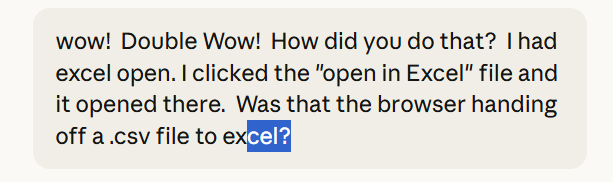 wow!  Double Wow!  How did you do that?  I had
excel open. I clicked the "open in Excel" file and
it opened there.  Was that the browser handing
off a .csv file to excel?